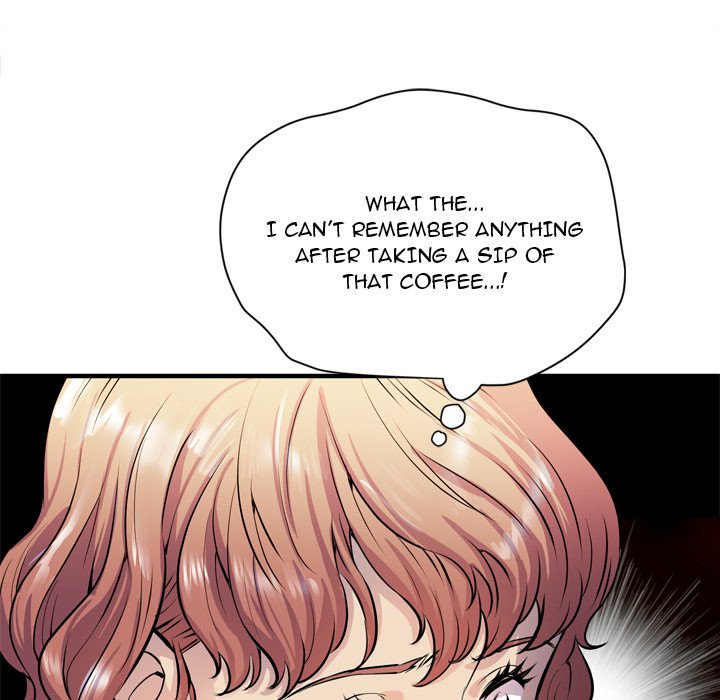 WHAT THE...
I CAN'T REMEMBER ANYTHING
AFTER TAKING A SIP OF
THAT COFFEE...!